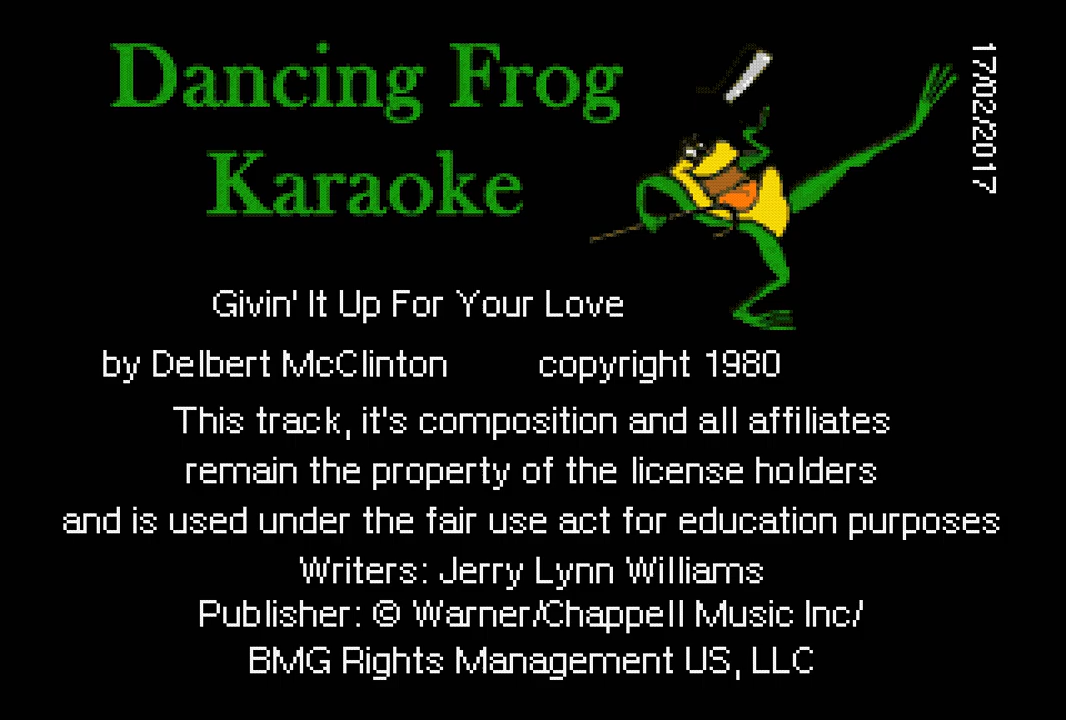 Dancing Frog
Karaoke
17/02/2017
Givin' It Up For Your Love
by Delbert McClinton copyright 1980
This track, it's composition and all affiliates
remain the property of the license holders
and is used under the fair use act for education purposes
Writers: Jerry Lynn Williams
Publisher: © Warner/Chappell Music Inc/
BMG Rights Management US, LLC